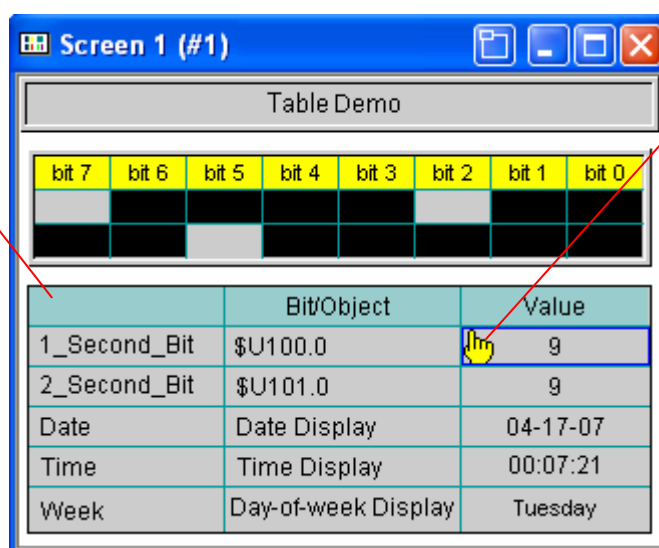 Screen 1 (#1)
Table Demo
bit 7 bit 6 bit 5 bit 4 bit 3 bit 2 bit 1 bit 0
Bit/Object Value
1_Second_Bit $U100.0 9
2_Second_Bit $U101.0 9
Date Date Display 04-17-07
Time Time Display 00:07:21
Week Day-of-week Display Tuesday